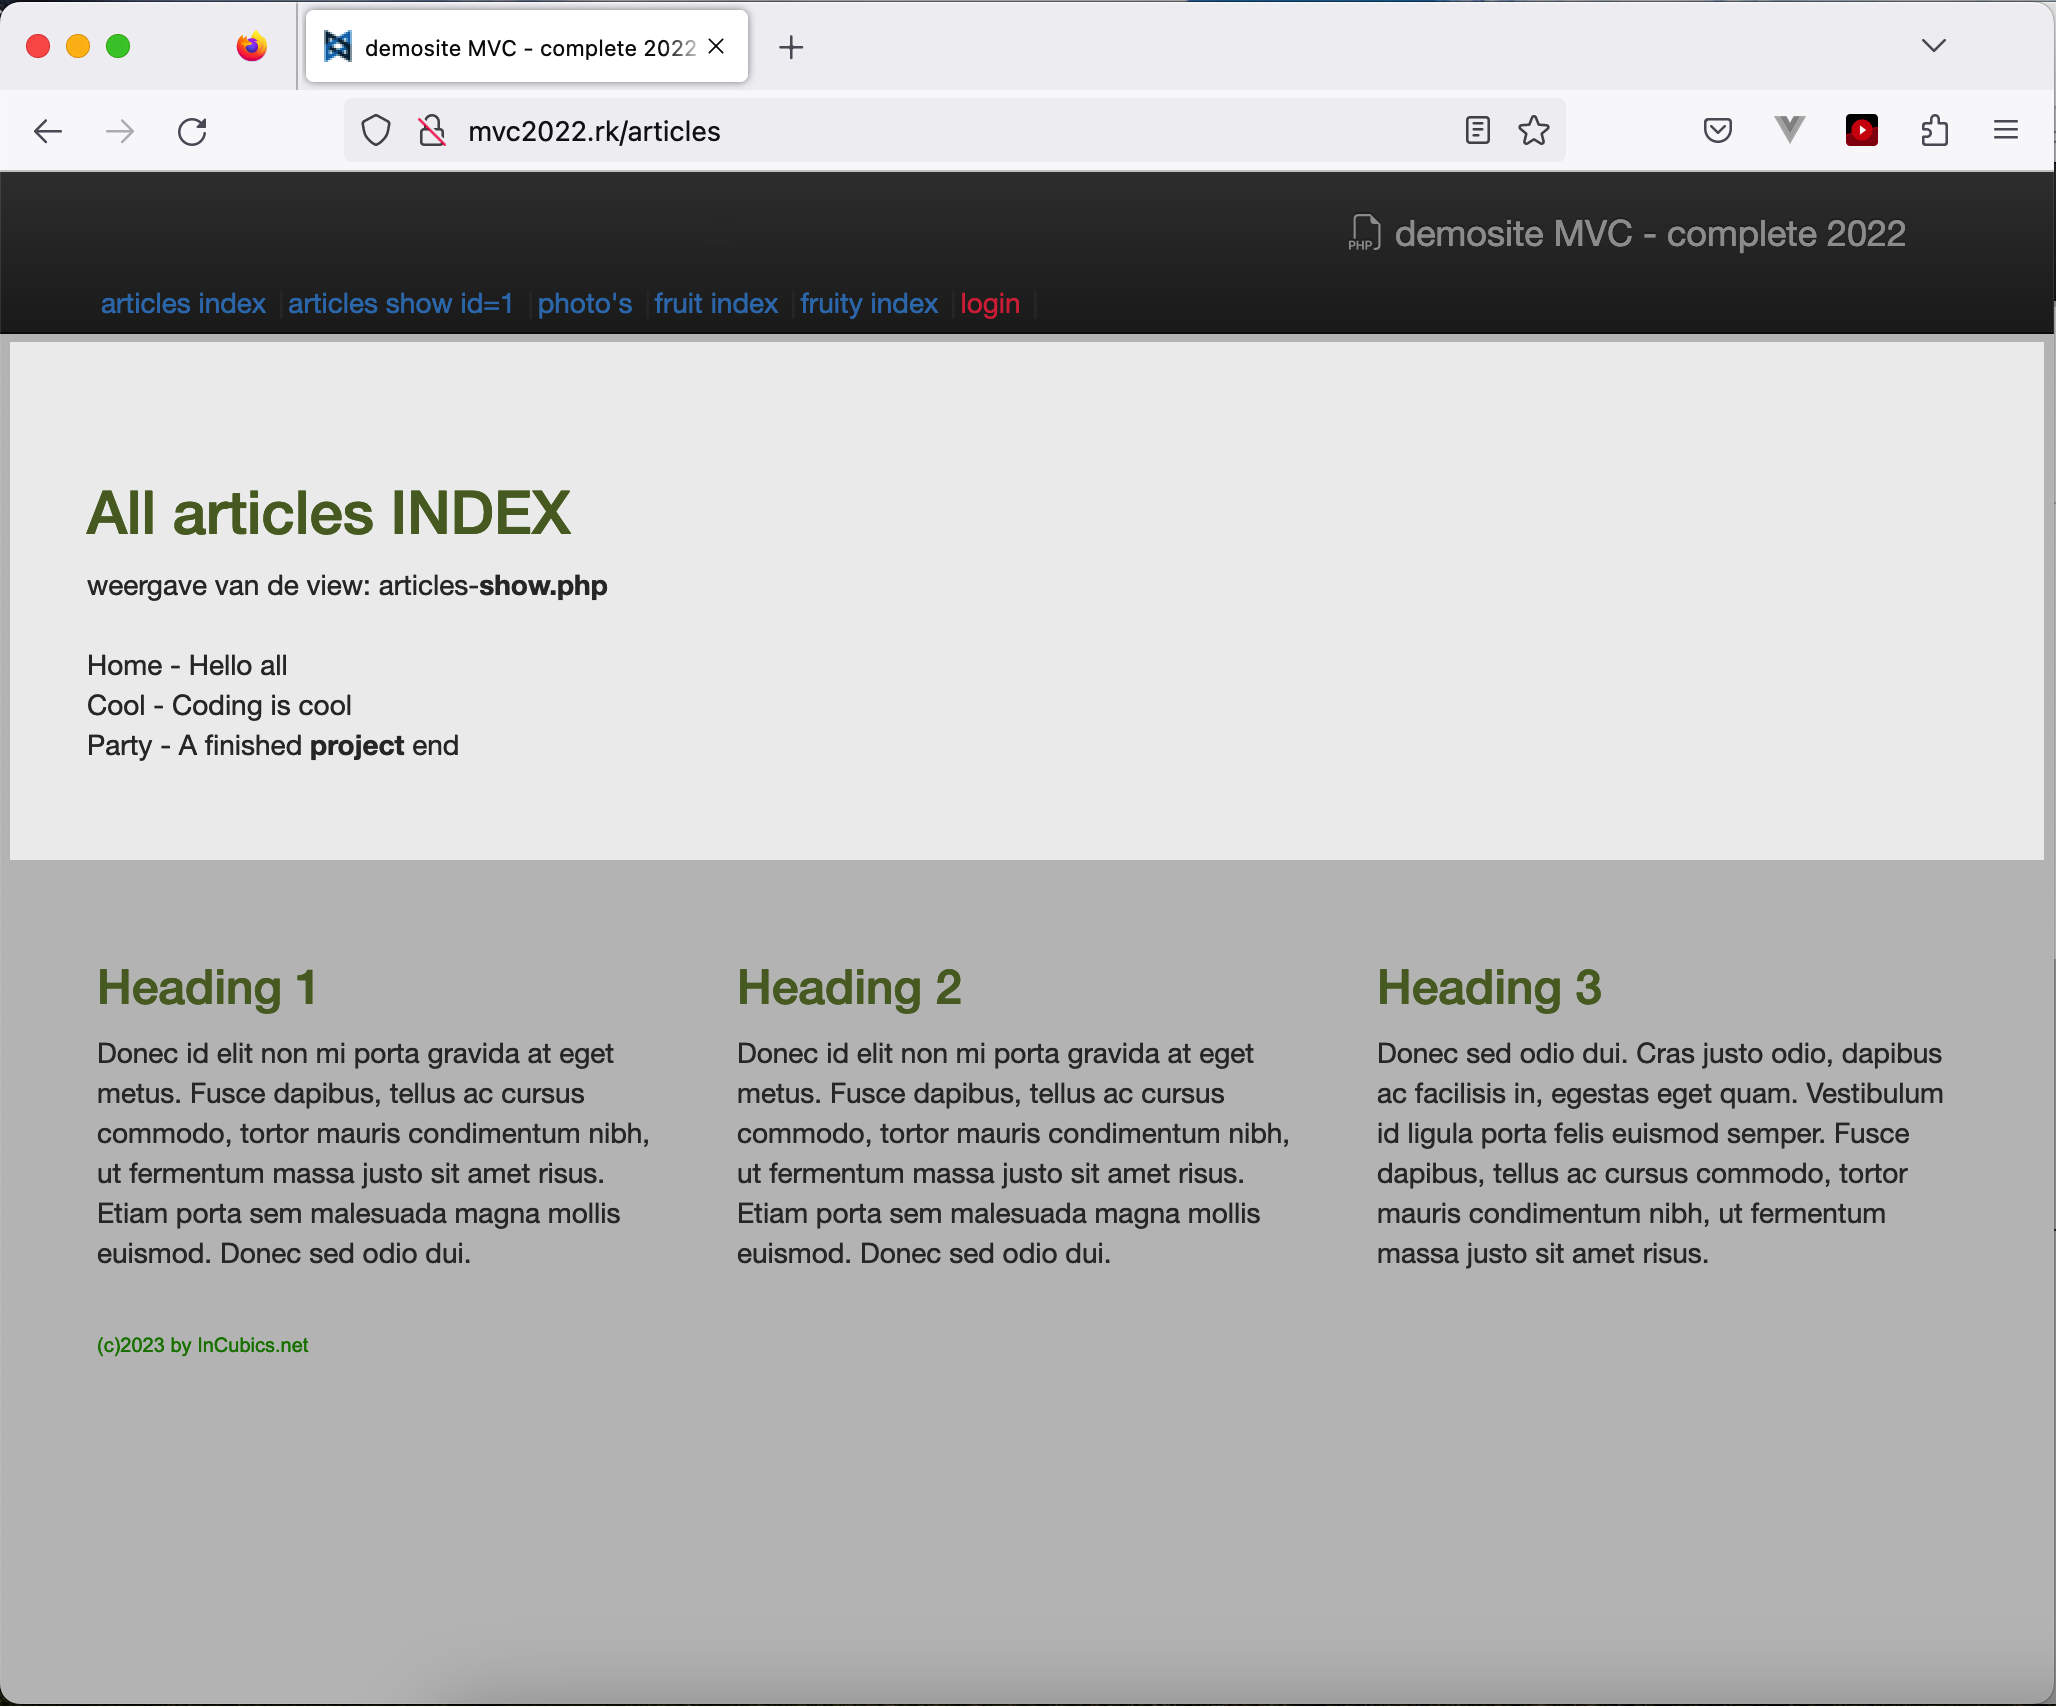 demosite MVC - complete 2022
mvc2022.rk/articles
PHP demosite MVC - complete 2022
articles index articles show id=1 photo's fruit index fruity index login
All articles INDEX
weergave van de view: articles-show.php
Home - Hello all
Cool - Coding is cool
Party - A finished project end
Heading 1
Donec id elit non mi porta gravida at eget
metus. Fusce dapibus, tellus ac cursus
commodo, tortor mauris condimentum nibh,
ut fermentum massa justo sit amet risus.
Etiam porta sem malesuada magna mollis
euismod. Donec sed odio dui.
Heading 2
Donec id elit non mi porta gravida at eget
metus. Fusce dapibus, tellus ac cursus
commodo, tortor mauris condimentum nibh,
ut fermentum massa justo sit amet risus.
Etiam porta sem malesuada magna mollis
euismod. Donec sed odio dui.
Heading 3
Donec sed odio dui. Cras justo odio, dapibus
ac facilisis in, egestas eget quam. Vestibulum
id ligula porta felis euismod semper. Fusce
dapibus, tellus ac cursus commodo, tortor
mauris condimentum nibh, ut fermentum
massa justo sit amet risus.
(c)2023 by InCubics.net